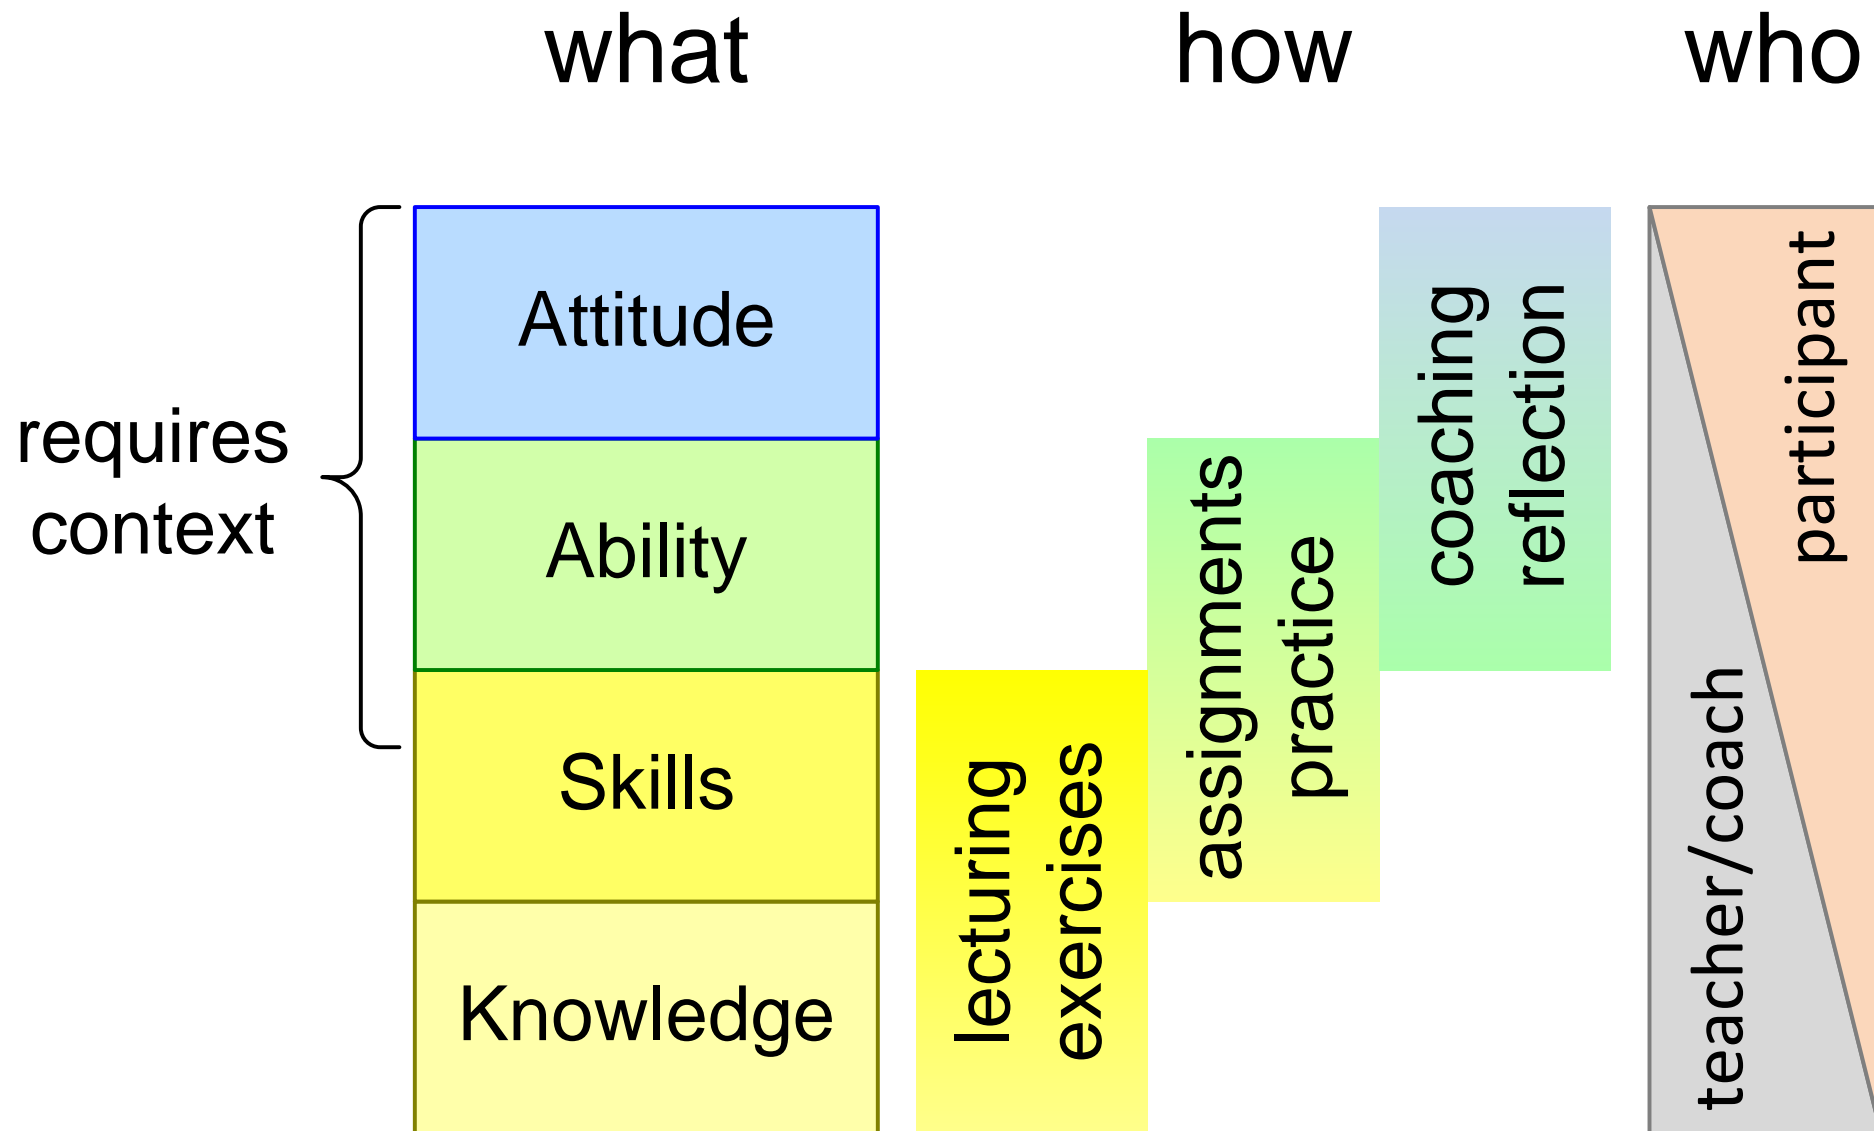 what
how
who
requires
context
Attitude
Ability
Skills
Knowledge
lecturing
exercises
assignments
practice
coaching
reflection
teacher/coach
participant